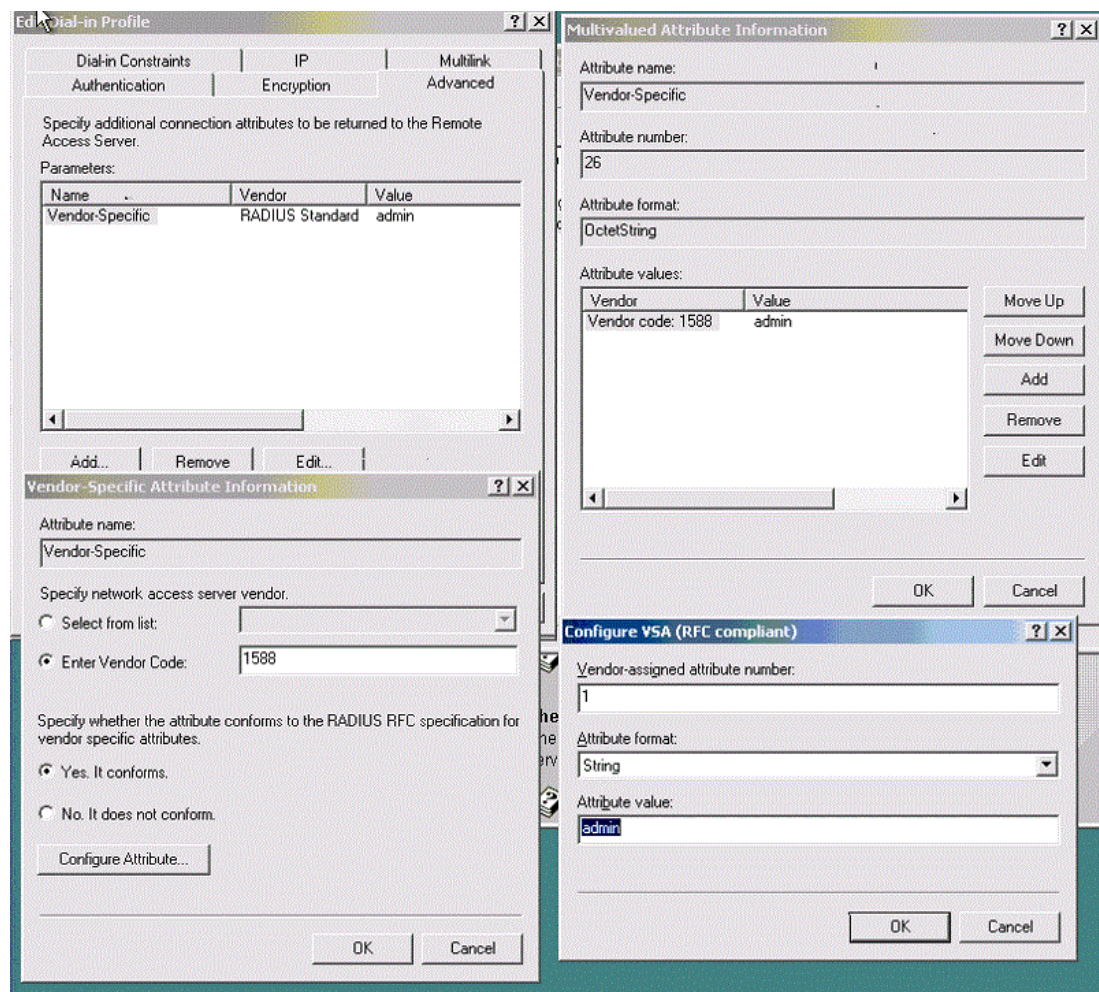 Edit Dial-in Profile
Dial-in Constraints IP Multilink
Authentication Encryption Advanced
Specify additional connection attributes to be returned to the Remote
Access Server.
Parameters:
Name Vendor Value
Vendor-Specific RADIUS Standard admin
Add... Remove Edit...
Vendor-Specific Attribute Information
Attribute name:
Vendor-Specific
Specify network access server vendor.
Select from list:
Enter Vendor Code: 1588
Specify whether the attribute conforms to the RADIUS RFC specification for
vendor specific attributes.
Yes. It conforms.
No. It does not conform.
Configure Attribute...
OK Cancel
Multivalued Attribute Information
Attribute name:
Vendor-Specific
Attribute number:
26
Attribute format:
OctetString
Attribute values:
Vendor Value
Vendor code: 1588 admin
Move Up
Move Down
Add
Remove
Edit
OK Cancel
Configure VSA (RFC compliant)
Vendor-assigned attribute number:
1
Attribute format:
String
Attribute value:
admin
OK Cancel